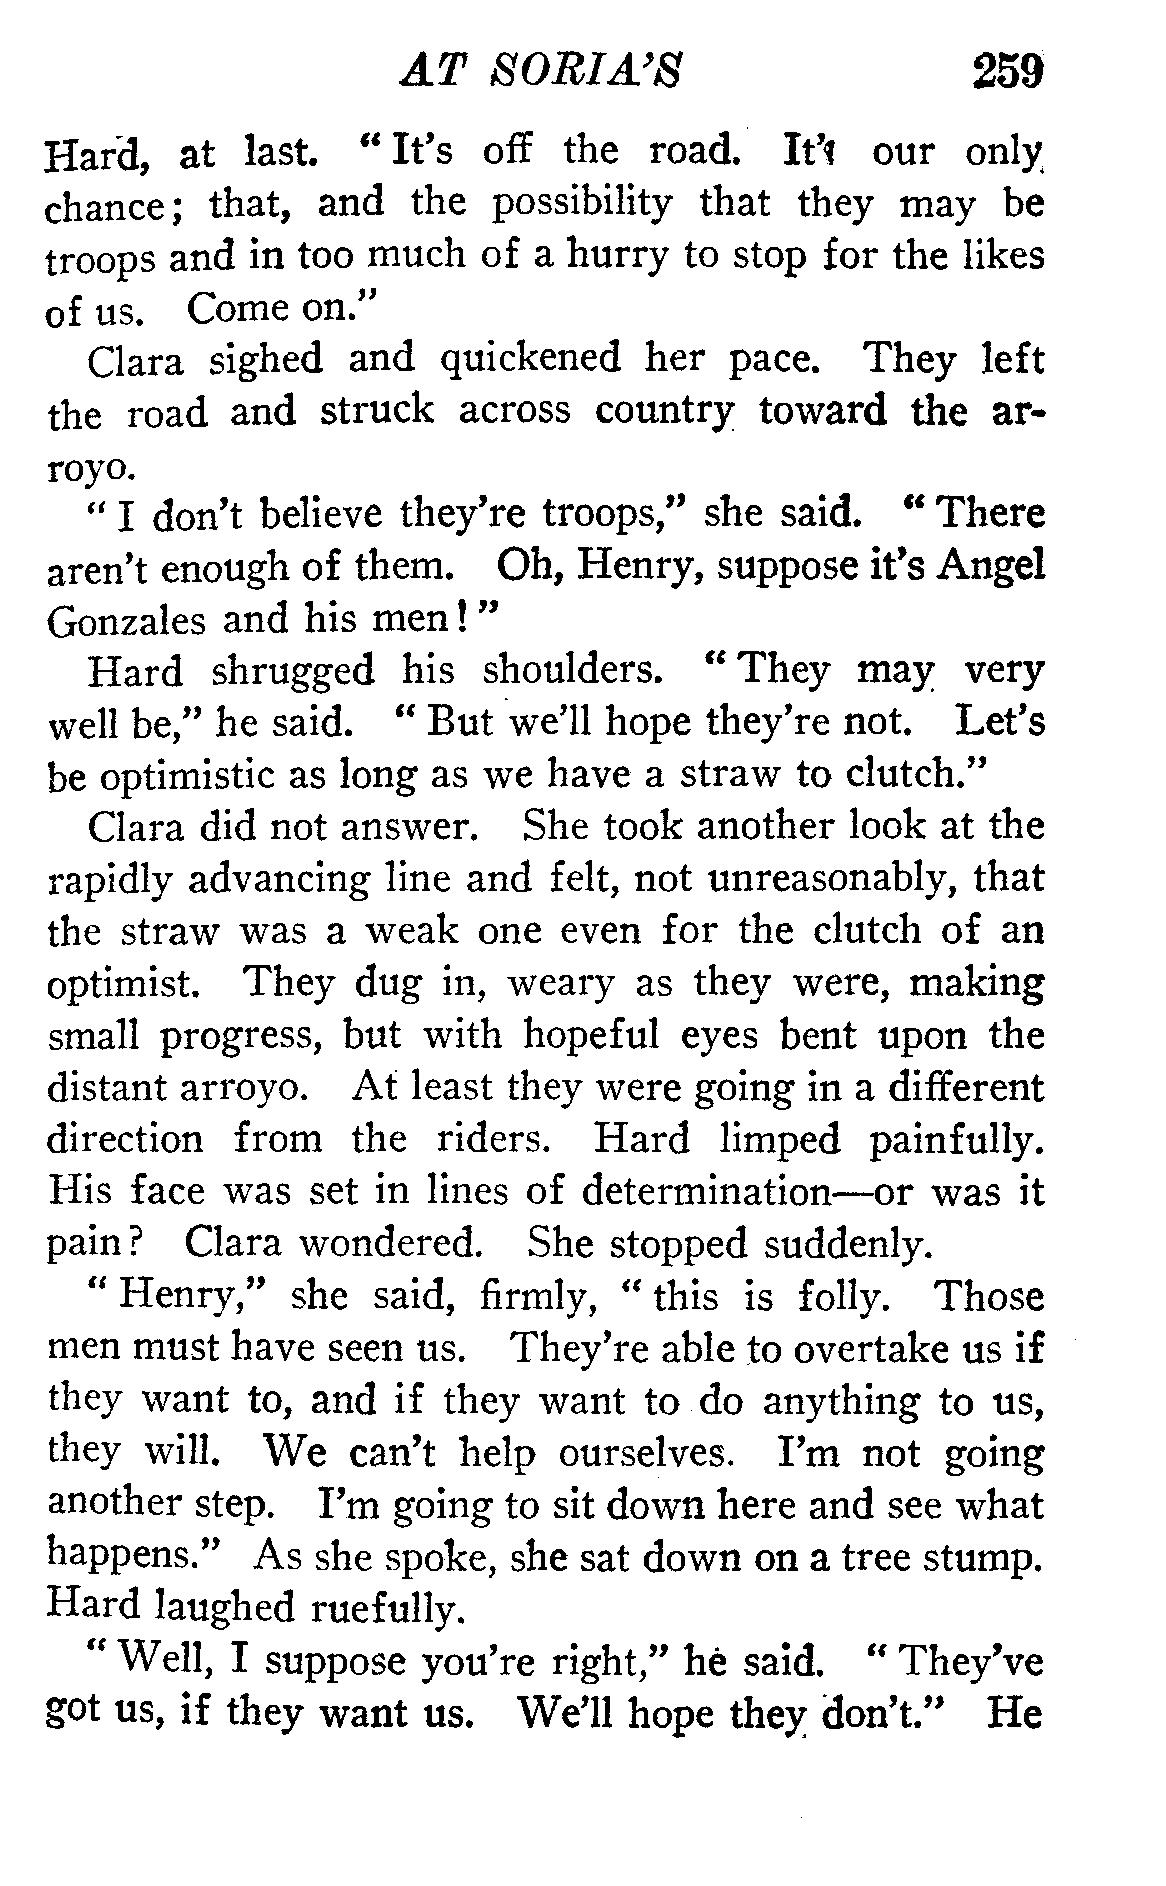 AT SORIA'S 259
Hard, at last. " It's off the road. It's our only
chance; that, and the possibility that they may be
troops and in too much of a hurry to stop for the likes
of us. Come on."
Clara sighed and quickened her pace. They left
the road and struck across country toward the ar-
royo.
" I don't believe they're troops," she said. " There
aren't enough of them. Oh, Henry, suppose it's Angel
Gonzales and his men! "
Hard shrugged his shoulders. " They may very
well be," he said. " But we'll hope they're not. Let's
be optimistic as long as we have a straw to clutch."
Clara did not answer. She took another look at the
rapidly advancing line and felt, not unreasonably, that
the straw was a weak one even for the clutch of an
optimist. They dug in, weary as they were, making
small progress, but with hopeful eyes bent upon the
distant arroyo. At least they were going in a different
direction from the riders. Hard limped painfully.
His face was set in lines of determination—or was it
pain? Clara wondered. She stopped suddenly.
" Henry," she said, firmly, " this is folly. Those
men must have seen us. They're able to overtake us if
they want to, and if they want to do anything to us,
they will. We can't help ourselves. I'm not going
another step. I'm going to sit down here and see what
happens." As she spoke, she sat down on a tree stump.
Hard laughed ruefully.
" Well, I suppose you're right," he said. " They've
got us, if they want us. We'll hope they don't." He